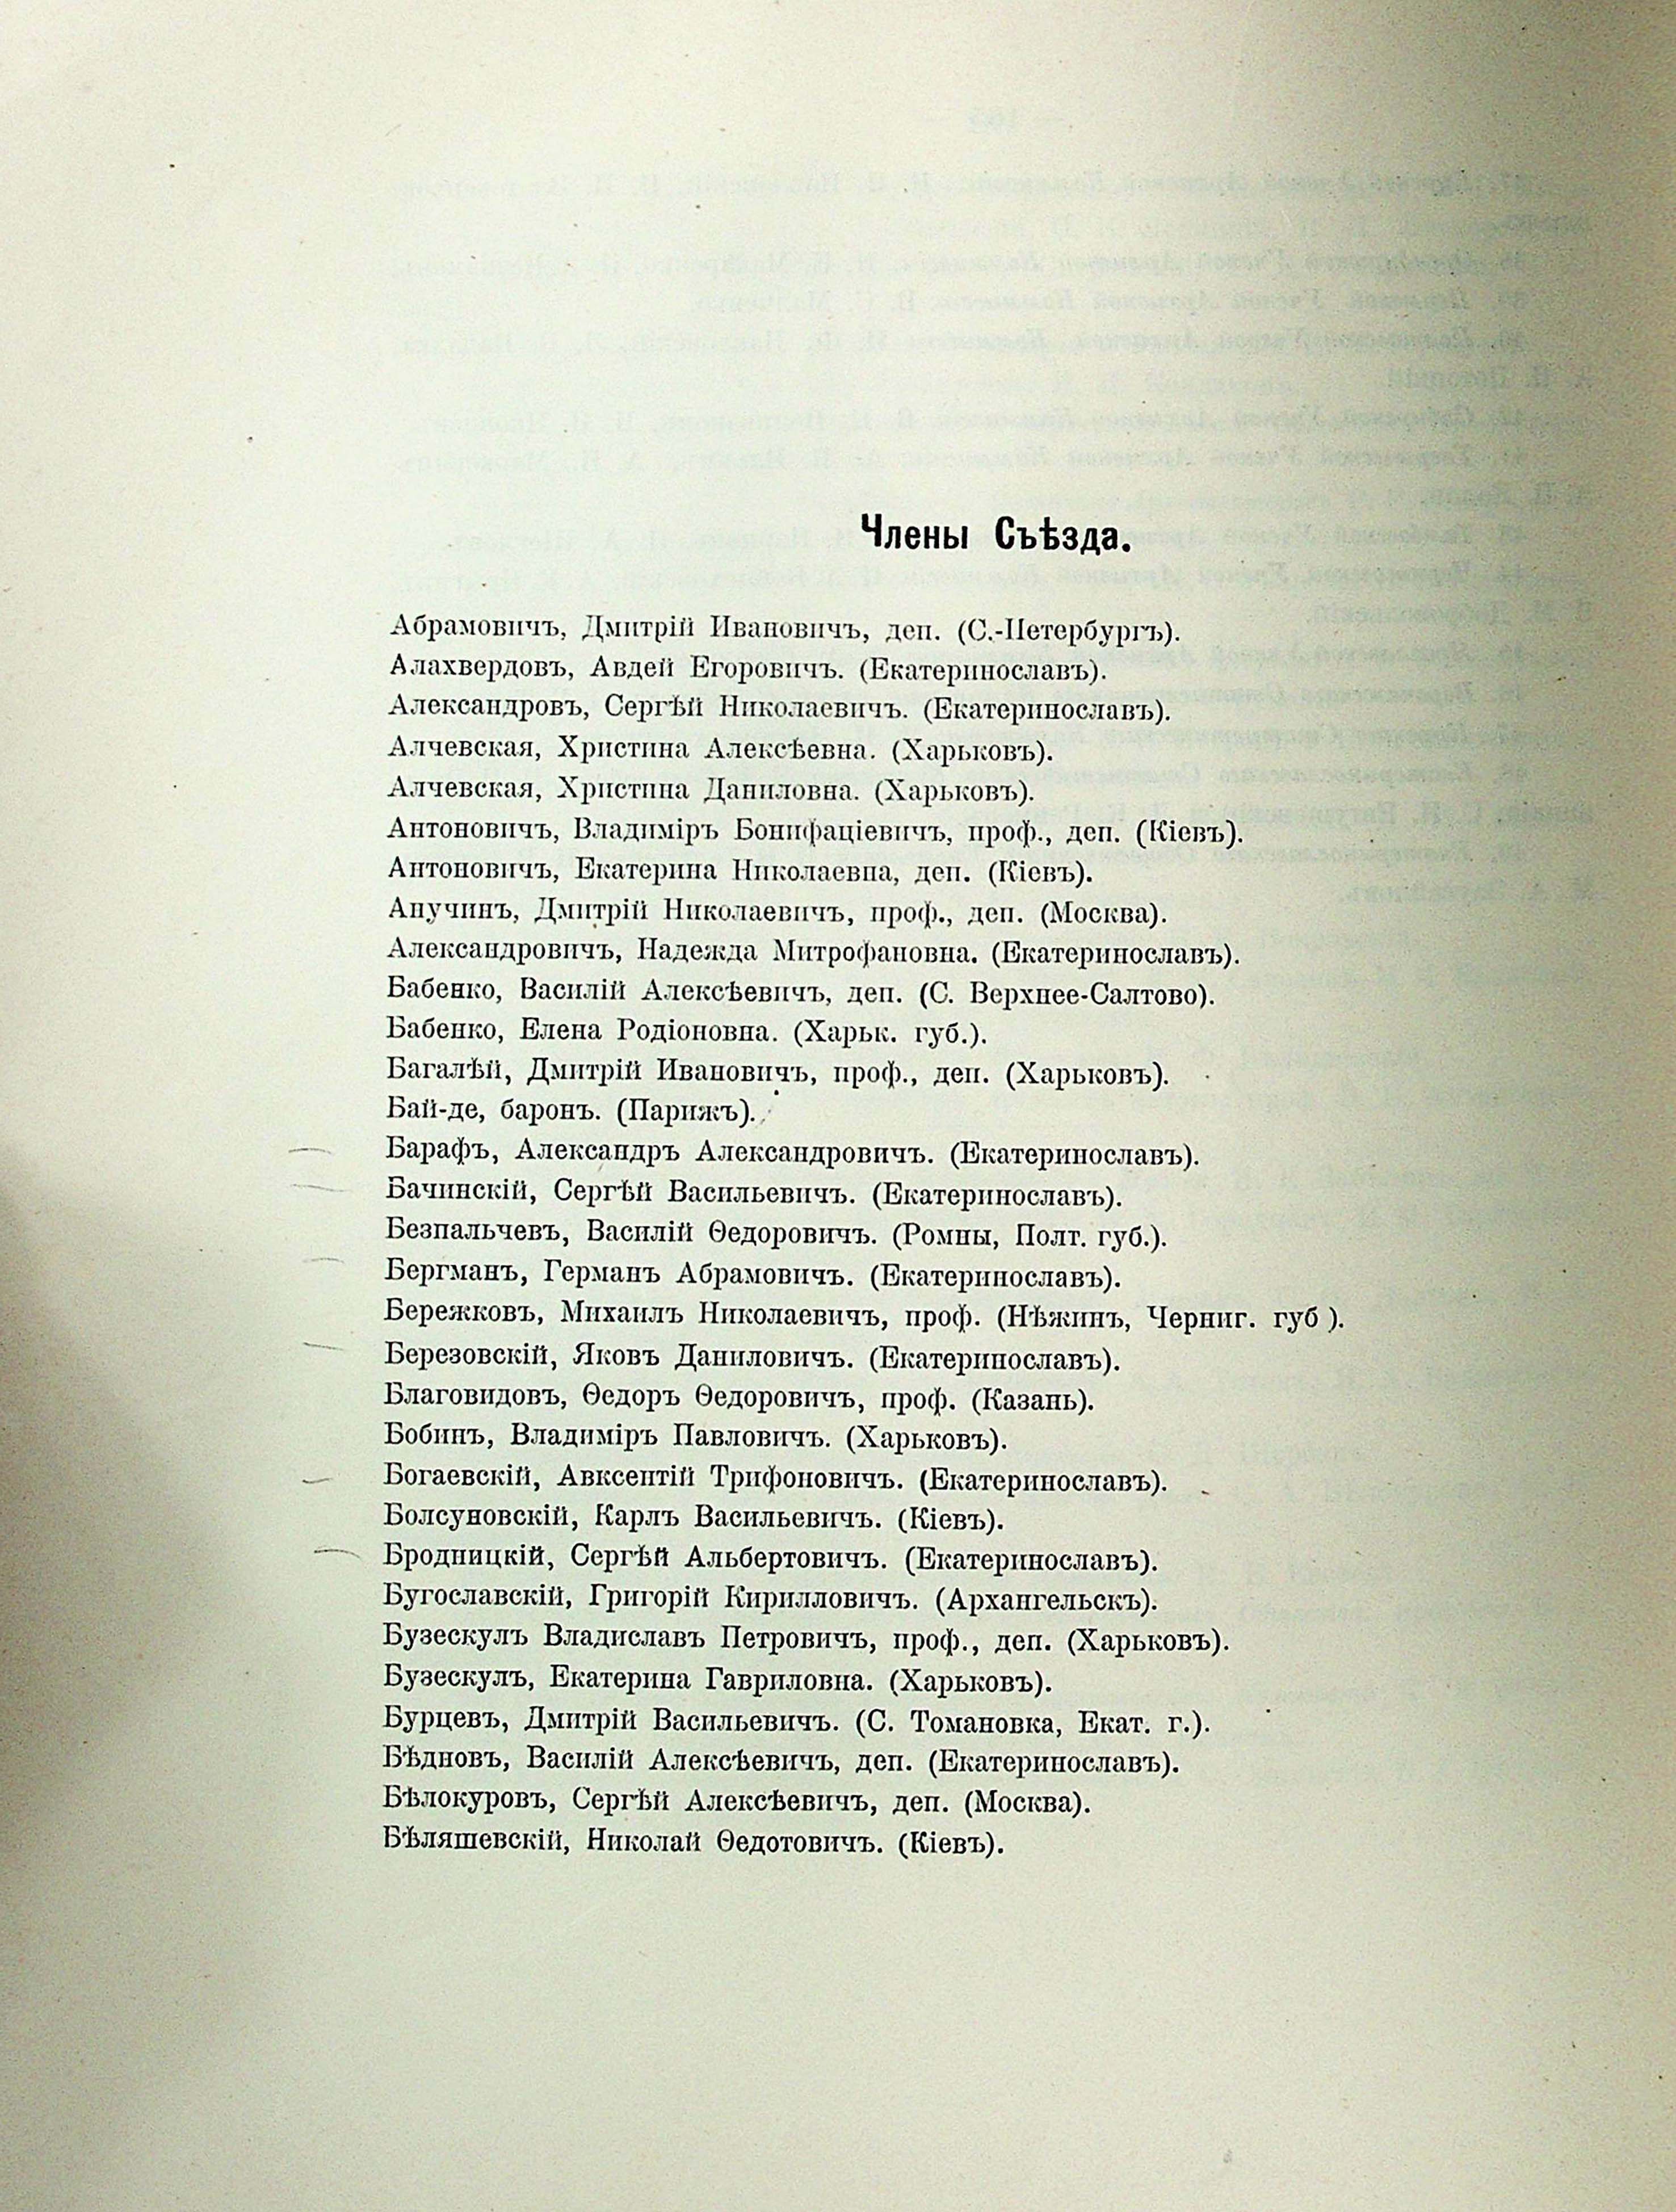 Члены Съѣзда.
Абрамовичъ, Дмитрій Ивановичъ, деп. (С.-Петербургъ).
Алахвердовъ, Авдей Егоровичъ. (Екатеринославъ).
Александровъ, Сергѣй Николаевичъ. (Екатеринославъ).
Алчевская, Христина Алексѣевна. (Харьковъ).
Алчевская, Христина Даниловна. (Харьковъ).
Антоновичъ, Владиміръ Бонифаціевичъ, проф., деп. (Кіевъ).
Антоновичъ, Екатерина Николаевна, деп. (Кіевъ).
Анучинъ, Дмитрій Николаевичъ, проф., деп. (Москва).
Александровичъ, Надежда Митрофановна. (Екатеринославъ).
Бабенко, Василій Алексѣевичъ, деп. (С. Верхнее-Салтово).
Бабенко, Елена Родіоновна. (Харьк. губ.).
Багалѣй, Дмитрій Ивановичъ, проф., деп. (Харьковъ).
Бай-де, баронъ. (Парижъ).
Барафъ, Александръ Александровичъ. (Екатеринославъ).
Бачинскій, Сергѣй Васильевичъ. (Екатеринославъ).
Безпальчевъ, Василій Ѳедоровичъ. (Ромны, Полт. губ.).
Бергманъ, Германъ Абрамовичъ. (Екатеринославъ).
Бережковъ, Михаилъ Николаевичъ, проф. (Нѣжинъ, Черниг. губ ).
Березовскій, Яковъ Даниловичъ. (Екатеринославъ).
Благовидовъ, Ѳедоръ Ѳедоровичъ, проф. (Казань).
Бобинъ, Владиміръ Павловичъ. (Харьковъ).
Богаевскій, Авксентій Трифоновичъ. (Екатеринославъ).
Болсуновскій, Карлъ Васильевичъ. (Кіевъ).
Бродницкій, Сергѣй Альбертовичъ. (Екатеринославъ).
Бугославскій, Григорій Кирилловичъ. (Архангельскъ).
Бузескулъ Владиславъ Петровичъ, проф., деп. (Харьковъ).
Бузескулъ, Екатерина Гавриловна. (Харьковъ).
Бурцевъ, Дмитрій Васильевичъ. (С. Томановка, Екат. г.).
Бѣдновъ, Василій Алексѣевичъ, деп. (Екатеринославъ).
Бѣлокуровъ, Сергѣй Алексѣевичъ, деп. (Москва).
Бѣляшевскій, Николай Ѳедотовичъ. (Кіевъ).